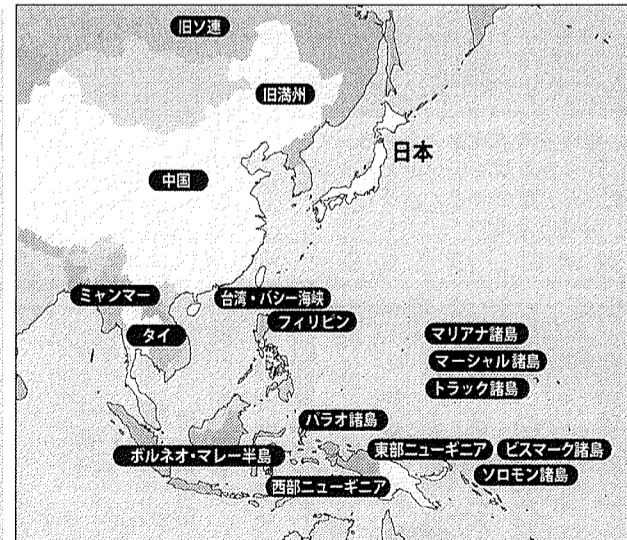 旧ソ連
旧満州
日本
中国
ミャンマー
台湾・バシー海峡
フィリピン
タイ
マリアナ諸島
マーシャル諸島
トラック諸島
パラオ諸島
ボルネオ・マレー半島
東部ニューギニア
ビスマーク諸島
ソロモン諸島
西部ニューギニア